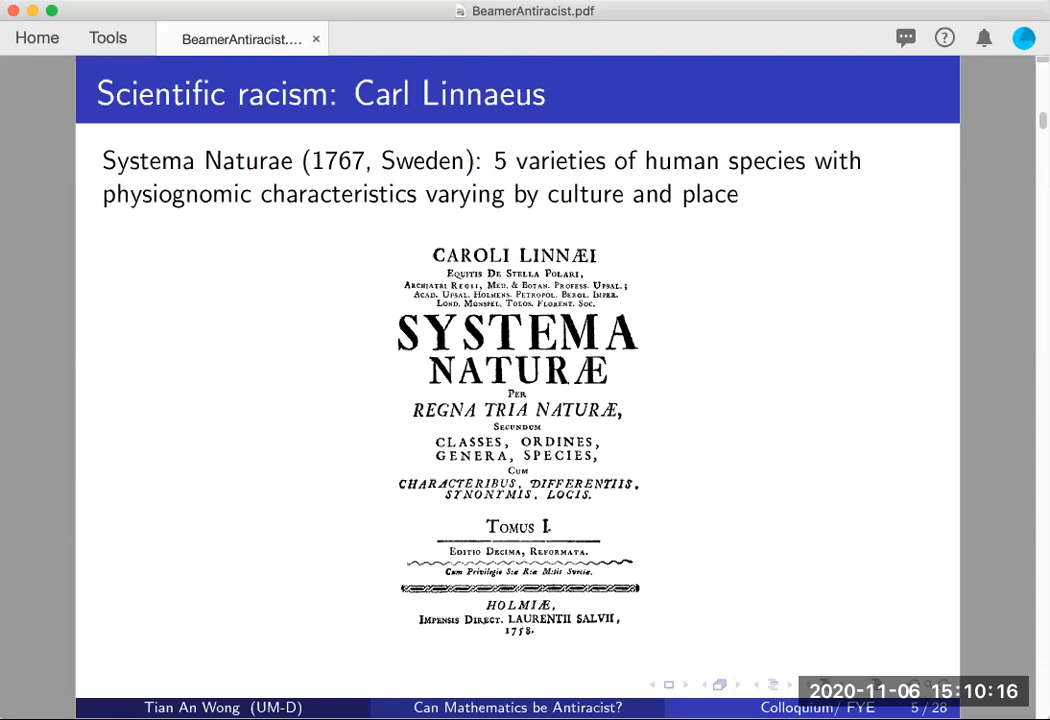 BeamerAntiracist.pdf
Home Tools BeamerAntiracist.... ×
Scientific racism: Carl Linnaeus
Systema Naturae (1767, Sweden): 5 varieties of human species with
physiognomic characteristics varying by culture and place
CAROLI LINNÆI
EQUITIS DE STELLA POLARI,
ARCHIATRI REGII, MED. & BOTAN. PROFESS. UPSAL.;
ACAD. UPSAL. HOLMENS. PETROPOL. BEROL. IMPER.
LOND. MONSPEL. TOLOS. FLORENT. SOC.
SYSTEMA
NATURÆ
PER
REGNA TRIA NATURÆ,
SECUNDUM
CLASSES, ORDINES,
GENERA, SPECIES,
CUM
CHARACTERIBUS, DIFFERENTIIS,
SYNONYMIS, LOCIS.
TOMUS I.
EDITIO DECIMA, REFORMATA.
Cum Privilegio S:æ R:æ M:tis Sveciæ.
HOLMIÆ,
IMPENSIS DIRECT. LAURENTII SALVII,
1758.
2020-11-06 15:10:16
Tian An Wong (UM-D) Can Mathematics be Antiracist? Colloquium/ FYE 5 / 28